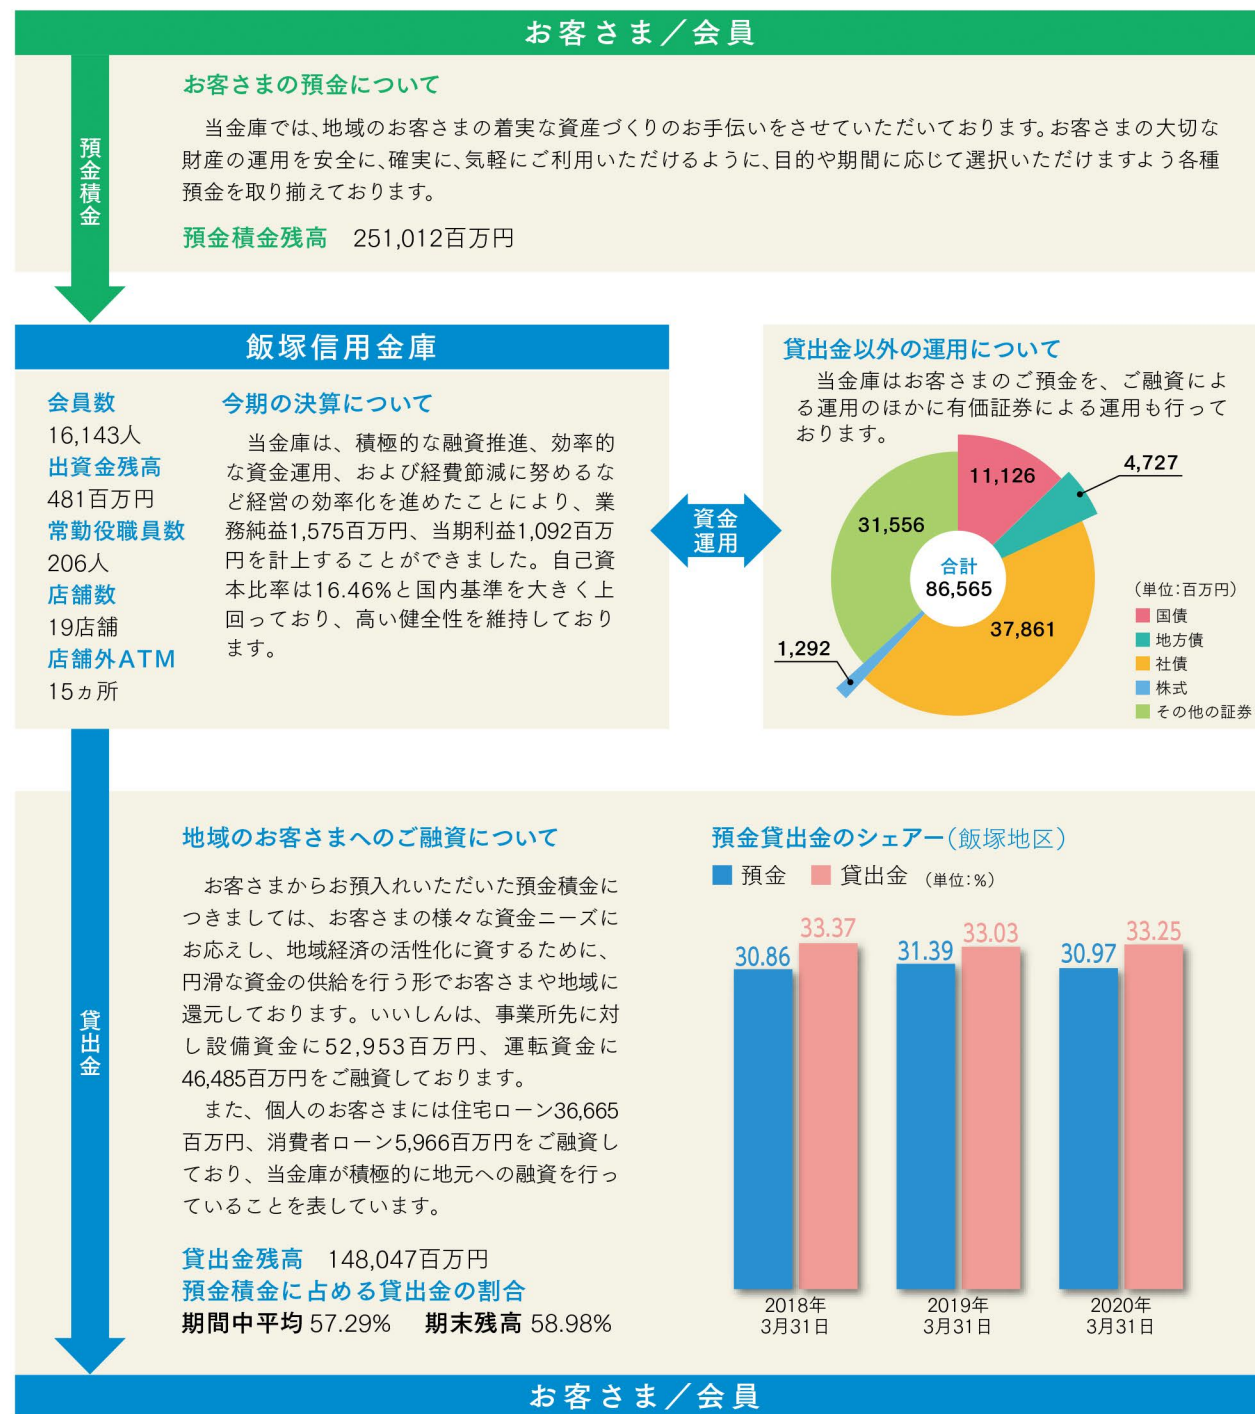 お客さま／会員
預金積金
お客さまの預金について
当金庫では、地域のお客さまの着実な資産づくりのお手伝いをさせていただいております。お客さまの大切な
財産の運用を安全に、確実に、気軽にご利用いただけるように、目的や期間に応じて選択いただけますよう各種
預金を取り揃えております。
預金積金残高 251,012百万円
飯塚信用金庫
会員数
16,143人
出資金残高
481百万円
常勤役職員数
206人
店舗数
19店舗
店舗外ATM
15ヵ所
今期の決算について
当金庫は、積極的な融資推進、効率的
な資金運用、および経費節減に努めるな
ど経営の効率化を進めたことにより、業
務純益1,575百万円、当期利益1,092百万
円を計上することができました。自己資
本比率は16.46%と国内基準を大きく上
回っており、高い健全性を維持しており
ます。
資金
運用
貸出金以外の運用について
当金庫はお客さまのご預金を、ご融資によ
る運用のほかに有価証券による運用も行って
おります。
11,126
4,727
31,556
合計
86,565
37,861
1,292
(単位:百万円)
国債
地方債
社債
株式
その他の証券
貸出金
地域のお客さまへのご融資について
お客さまからお預入れいただいた預金積金に
つきましては、お客さまの様々な資金ニーズに
お応えし、地域経済の活性化に資するために、
円滑な資金の供給を行う形でお客さまや地域に
還元しております。いいしんは、事業所先に対
し設備資金に52,953百万円、運転資金に
46,485百万円をご融資しております。
また、個人のお客さまには住宅ローン36,665
百万円、消費者ローン5,966百万円をご融資し
ており、当金庫が積極的に地元への融資を行っ
ていることを表しています。
貸出金残高 148,047百万円
預金積金に占める貸出金の割合
期間中平均 57.29% 期末残高 58.98%
預金貸出金のシェアー(飯塚地区)
預金 貸出金 (単位:%)
30.86 33.37 31.39 33.03 30.97 33.25
2018年 2019年 2020年
3月31日 3月31日 3月31日
お客さま／会員